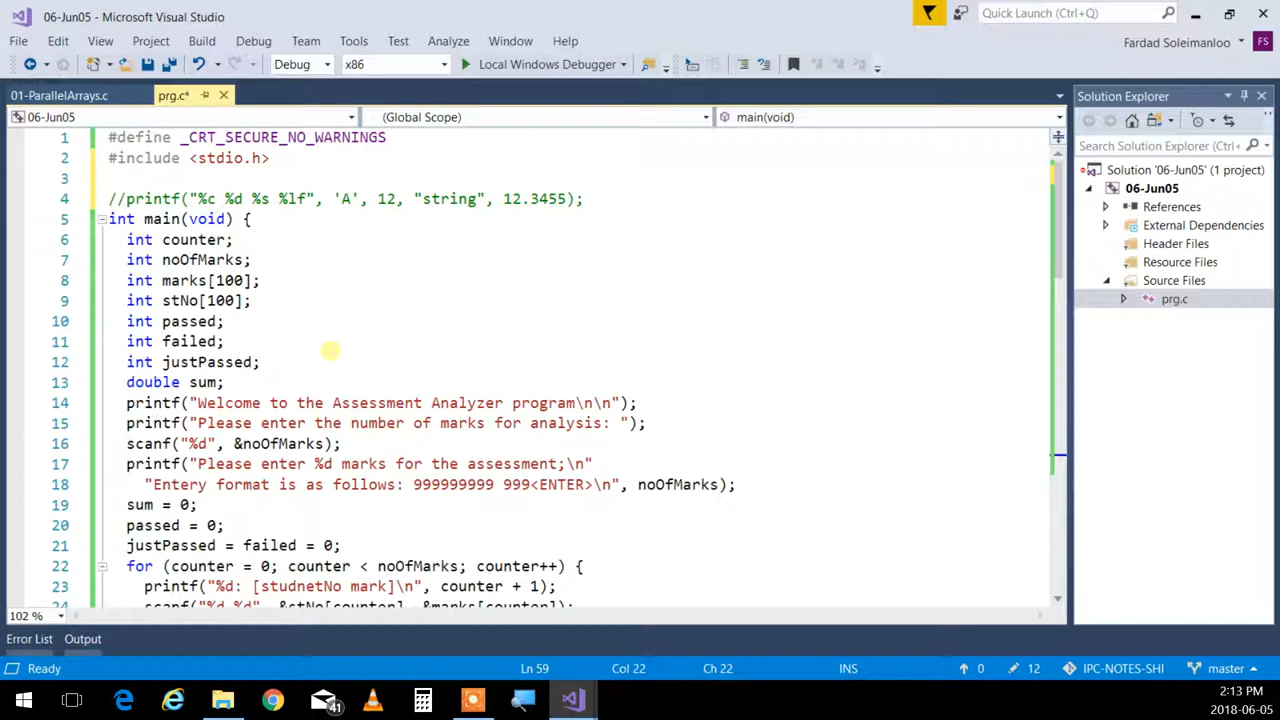 06-Jun05 - Microsoft Visual Studio
Quick Launch (Ctrl+Q)
File Edit View Project Build Debug Team Tools Test Analyze Window Help
Fardad Soleimanloo FS
Debug x86 Local Windows Debugger
01-ParallelArrays.c prg.c*
Solution Explorer
06-Jun05 (Global Scope) main(void)
Search Solution Explorer (Ctrl+;)
Solution '06-Jun05' (1 project)
06-Jun05
References
External Dependencies
Header Files
Resource Files
Source Files
prg.c
1 #define _CRT_SECURE_NO_WARNINGS
2 #include <stdio.h>
3
4 //printf("%c %d %s %lf", 'A', 12, "string", 12.3455);
5 int main(void) {
6 int counter;
7 int noOfMarks;
8 int marks[100];
9 int stNo[100];
10 int passed;
11 int failed;
12 int justPassed;
13 double sum;
14 printf("Welcome to the Assessment Analyzer program\n\n");
15 printf("Please enter the number of marks for analysis: ");
16 scanf("%d", &noOfMarks);
17 printf("Please enter %d marks for the assessment;\n"
18 "Entery format is as follows: 999999999 999<ENTER>\n", noOfMarks);
19 sum = 0;
20 passed = 0;
21 justPassed = failed = 0;
22 for (counter = 0; counter < noOfMarks; counter++) {
23 printf("%d: [studnetNo mark]\n", counter + 1);
24 scanf("%d %d", &stNo[counter], &marks[counter]);
102 %
Error List Output
Ready Ln 59 Col 22 Ch 22 INS 0 12 IPC-NOTES-SHI master
41
2:13 PM
2018-06-05